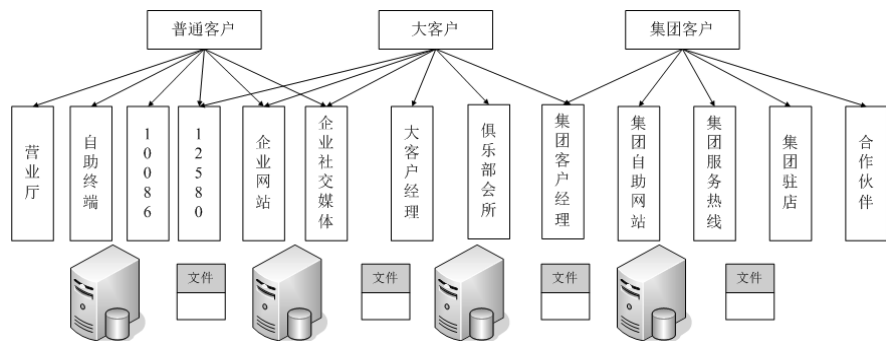 普通客户
大客户
集团客户
营业厅
自助终端
10086
12580
企业网站
企业社交媒体
大客户经理
俱乐部会所
集团客户经理
集团自助网站
集团服务热线
集团驻店
合作伙伴
文件
文件
文件
文件